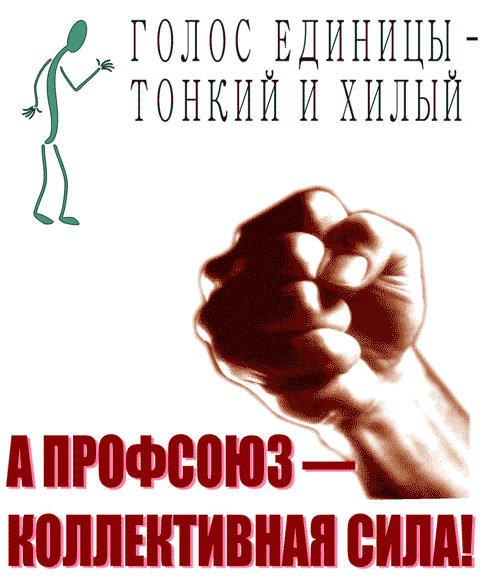 ГОЛОС ЕДИНИЦЫ -
ТОНКИЙ И ХИЛЫЙ
А ПРОФСОЮЗ —
КОЛЛЕКТИВНАЯ СИЛА!